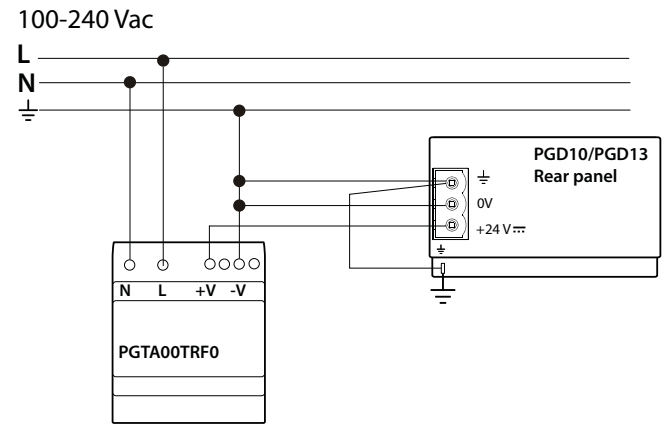 100-240 Vac
L
N
PGD10/PGD13
Rear panel
0V
+24 V
N L +V -V
PGTA00TRF0